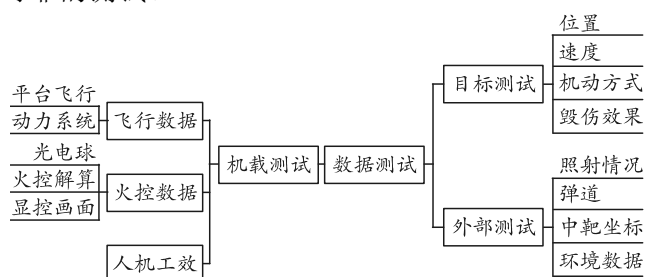 位置
速度
机动方式
毁伤效果
目标测试
平台飞行
动力系统
飞行数据
光电球
火控解算
显控画面
火控数据
人机工效
机载测试
数据测试
外部测试
照射情况
弹道
中靶坐标
环境数据